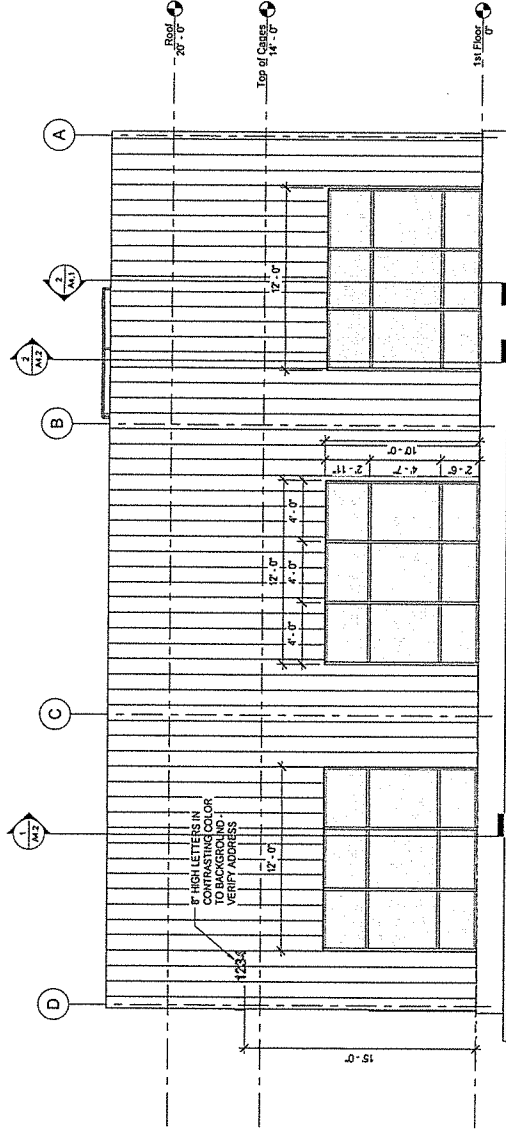 D
C
B
A
1
A4.2
2
A4.2
2
A4.1
Roof
20' - 0"
Top of Cages
14' - 0"
1st Floor
0"
8" HIGH LETTERS IN
CONTRASTING COLOR
TO BACKGROUND -
VERIFY ADDRESS
1234
15' - 0"
12' - 0"
12' - 0"
4' - 0"
4' - 0"
4' - 0"
2' - 11"
4' - 7"
2' - 6"
10' - 0"
12' - 0"